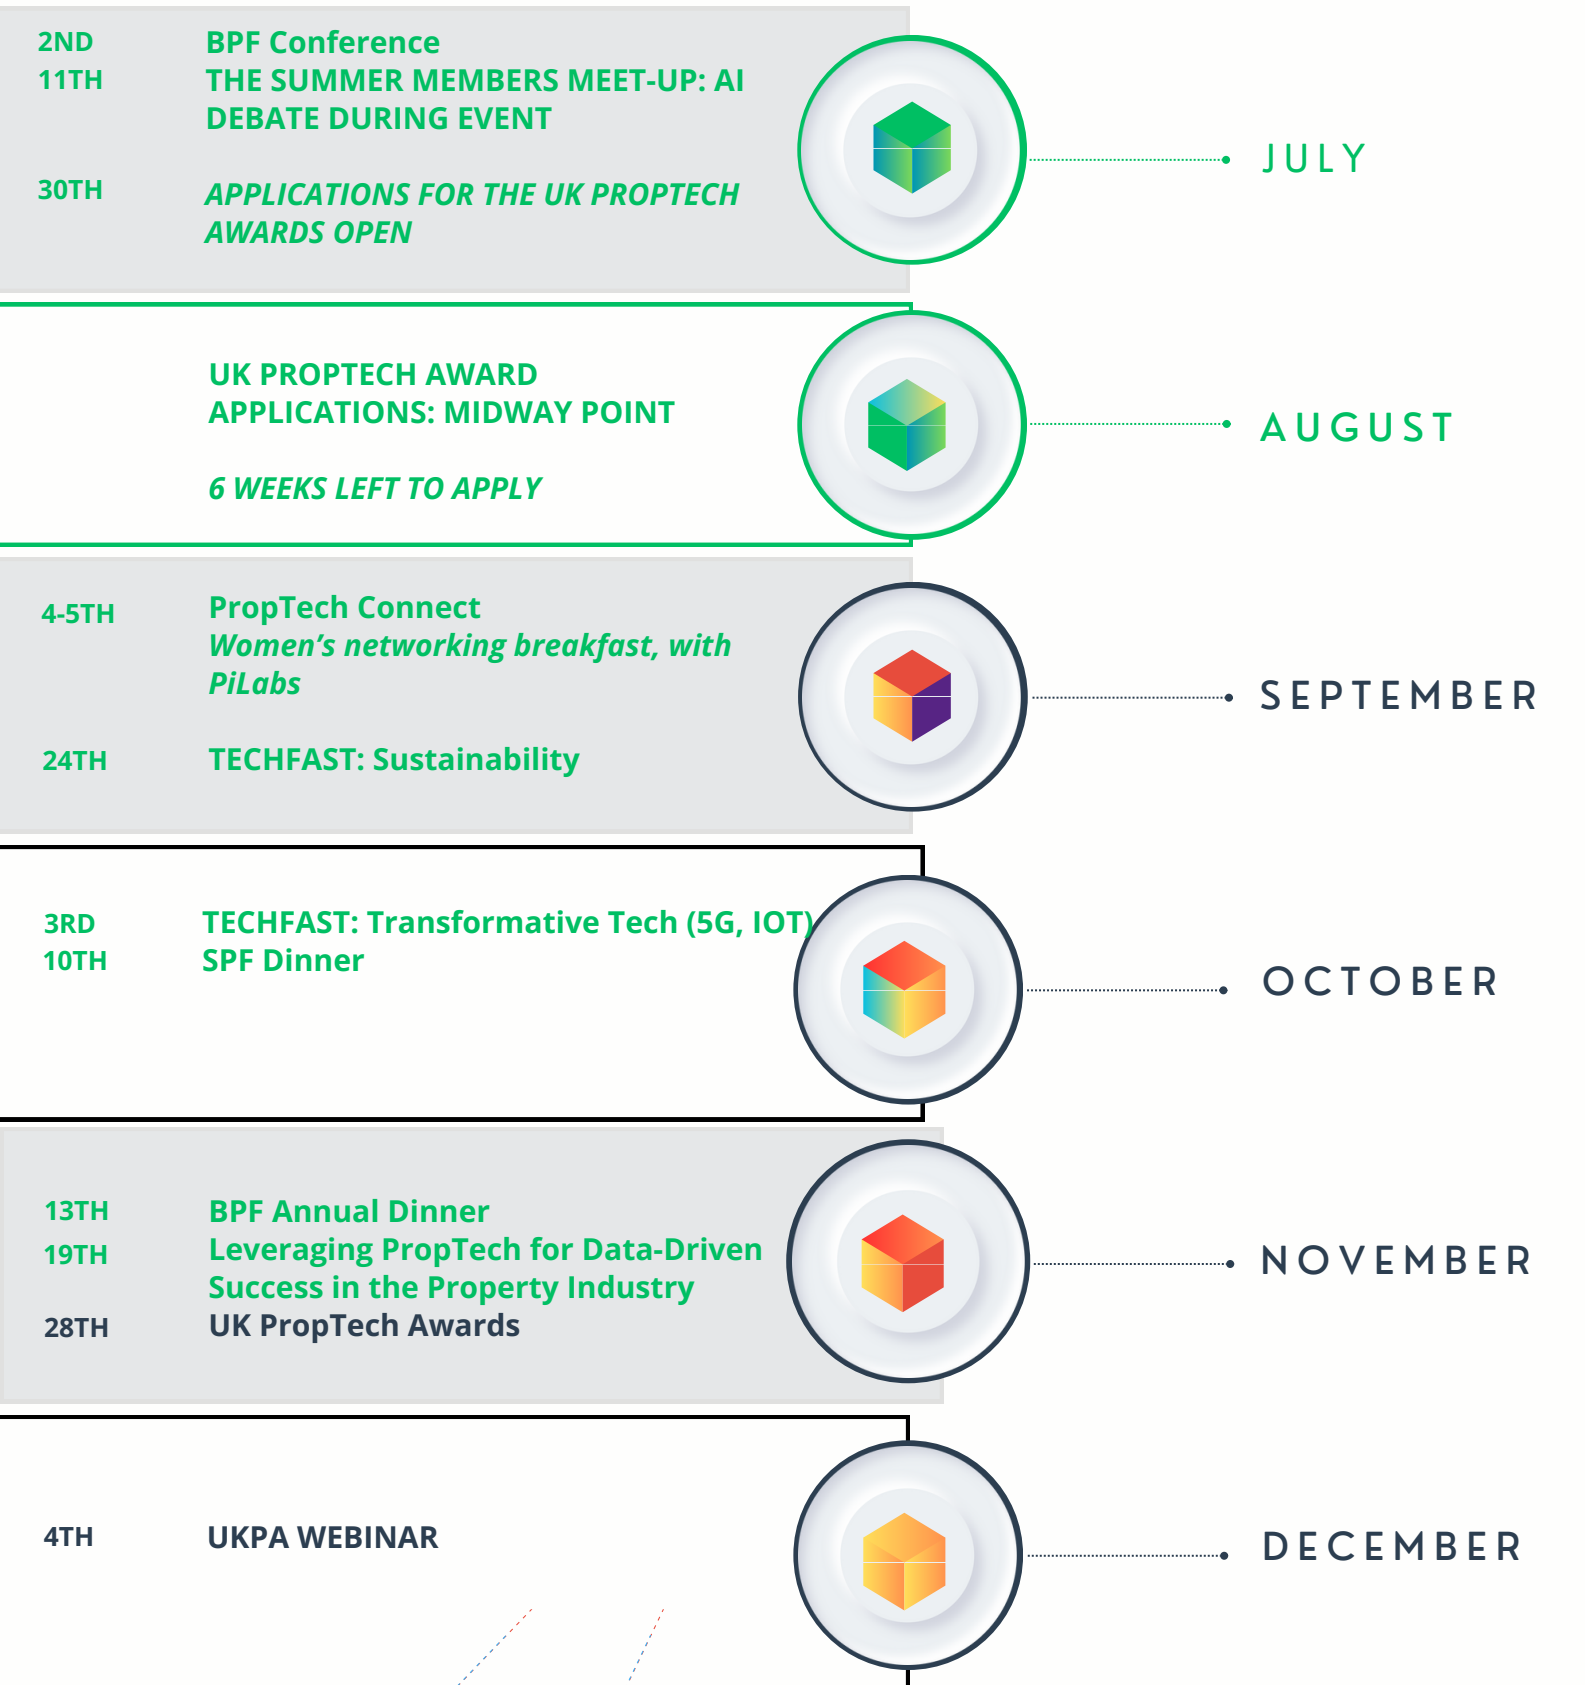 2ND BPF Conference
11TH THE SUMMER MEMBERS MEET-UP: AI
DEBATE DURING EVENT
30TH APPLICATIONS FOR THE UK PROPTECH
AWARDS OPEN
JULY
UK PROPTECH AWARD
APPLICATIONS: MIDWAY POINT
6 WEEKS LEFT TO APPLY
AUGUST
4-5TH PropTech Connect
Women’s networking breakfast, with
PiLabs
24TH TECHFAST: Sustainability
SEPTEMBER
3RD TECHFAST: Transformative Tech (5G, IOT)
10TH SPF Dinner
OCTOBER
13TH BPF Annual Dinner
19TH Leveraging PropTech for Data-Driven
Success in the Property Industry
28TH UK PropTech Awards
NOVEMBER
4TH UKPA WEBINAR
DECEMBER